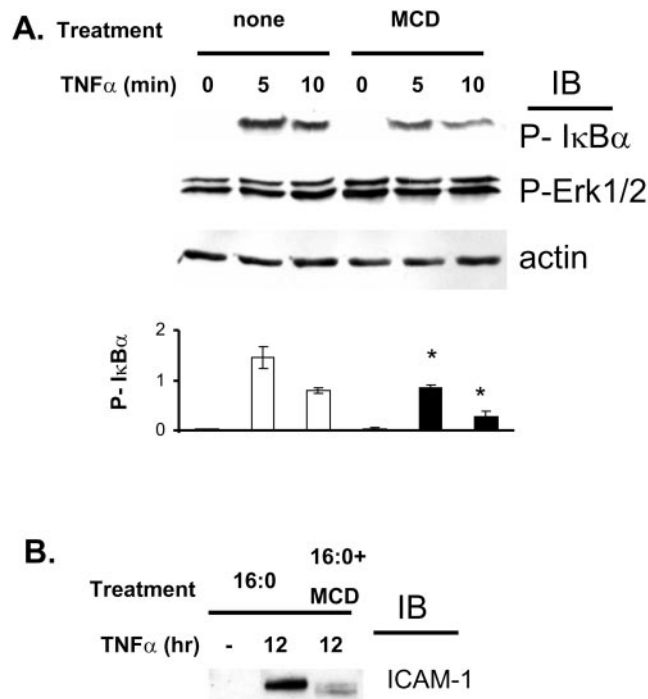 A. Treatment none MCD
TNFα (min) 0 5 10 0 5 10 IB
P- IκBα
P-Erk1/2
actin
2
1
0
P- IκBα
* *
B.
Treatment 16:0 16:0+
MCD
IB
TNFα (hr) - 12 12
ICAM-1